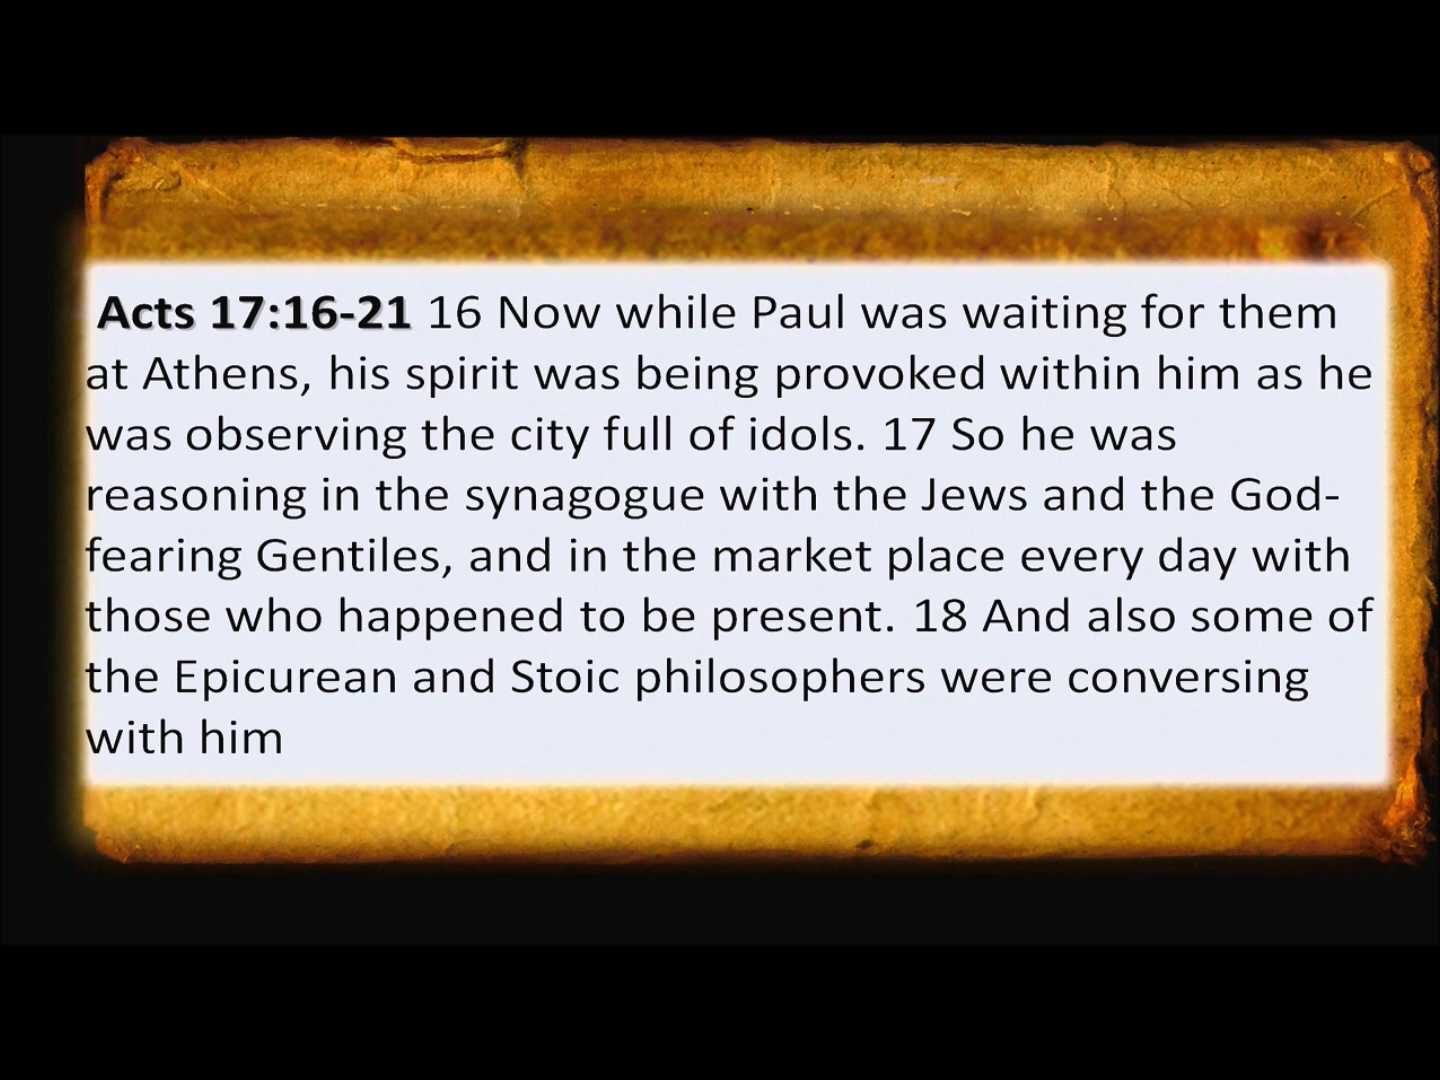 Acts 17:16-21 16 Now while Paul was waiting for them
at Athens, his spirit was being provoked within him as he
was observing the city full of idols. 17 So he was
reasoning in the synagogue with the Jews and the God-
fearing Gentiles, and in the market place every day with
those who happened to be present. 18 And also some of
the Epicurean and Stoic philosophers were conversing
with him